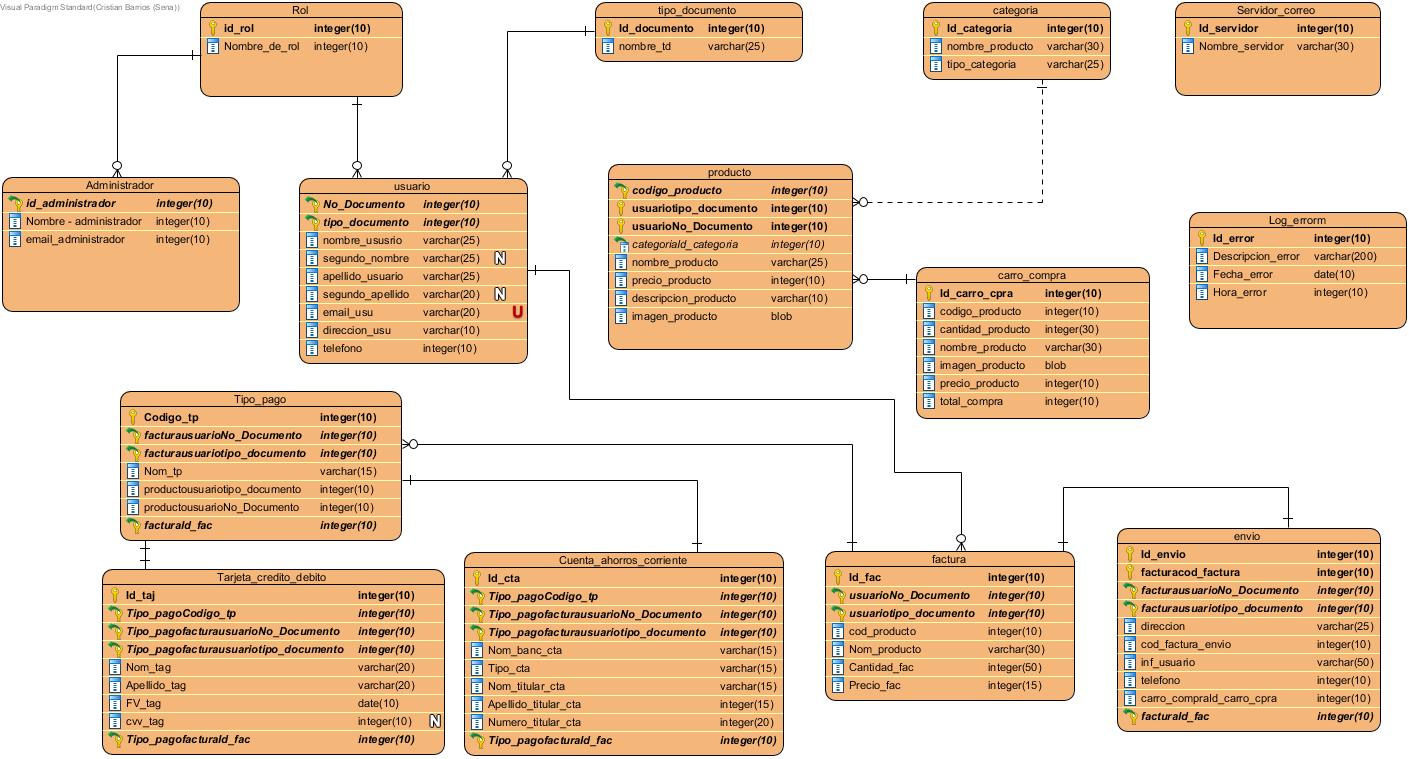 Visual Paradigm Standard(Cristian Barrios (Sena))
Rol
id_rol integer(10)
Nombre_de_rol integer(10)
tipo_documento
Id_documento integer(10)
nombre_td varchar(25)
categoria
Id_categoria integer(10)
nombre_producto varchar(30)
tipo_categoria varchar(25)
Servidor_correo
Id_servidor integer(10)
Nombre_servidor varchar(30)
Administrador
id_administrador integer(10)
Nombre - administrador integer(10)
email_administrador integer(10)
usuario
No_Documento integer(10)
tipo_documento integer(10)
nombre_ususrio varchar(25)
segundo_nombre varchar(25) N
apellido_usuario varchar(25)
segundo_apellido varchar(20) N
email_usu varchar(20) U
direccion_usu varchar(10)
telefono integer(10)
producto
codigo_producto integer(10)
usuariotipo_documento integer(10)
usuarioNo_Documento integer(10)
categoriaId_categoria integer(10)
nombre_producto varchar(25)
precio_producto integer(10)
descripcion_producto varchar(10)
imagen_producto blob
carro_compra
Id_carro_cpra integer(10)
codigo_producto integer(10)
cantidad_producto integer(30)
nombre_producto varchar(30)
imagen_producto blob
precio_producto integer(10)
total_compra integer(10)
Log_errorm
Id_error integer(10)
Descripcion_error varchar(200)
Fecha_error date(10)
Hora_error integer(10)
Tipo_pago
Codigo_tp integer(10)
facturausuarioNo_Documento integer(10)
facturausuariotipo_documento integer(10)
Nom_tp varchar(15)
productousuariotipo_documento integer(10)
productousuarioNo_Documento integer(10)
facturaId_fac integer(10)
Tarjeta_credito_debito
Id_taj integer(10)
Tipo_pagoCodigo_tp integer(10)
Tipo_pagofacturausuarioNo_Documento integer(10)
Tipo_pagofacturausuariotipo_documento integer(10)
Nom_tag varchar(20)
Apellido_tag varchar(20)
FV_tag date(10)
cvv_tag integer(10) N
Tipo_pagofacturaId_fac integer(10)
Cuenta_ahorros_corriente
Id_cta integer(10)
Tipo_pagoCodigo_tp integer(10)
Tipo_pagofacturausuarioNo_Documento integer(10)
Tipo_pagofacturausuariotipo_documento integer(10)
Nom_banc_cta varchar(15)
Tipo_cta varchar(15)
Nom_titular_cta varchar(15)
Apellido_titular_cta integer(15)
Numero_titular_cta integer(20)
Tipo_pagofacturaId_fac integer(10)
factura
Id_fac integer(10)
usuarioNo_Documento integer(10)
usuariotipo_documento integer(10)
cod_producto integer(10)
Nom_producto varchar(30)
Cantidad_fac integer(50)
Precio_fac integer(15)
envio
Id_envio integer(10)
facturacod_factura integer(10)
facturausuarioNo_Documento integer(10)
facturausuariotipo_documento integer(10)
direccion varchar(25)
cod_factura_envio integer(10)
inf_usuario varchar(50)
telefono integer(10)
carro_compraId_carro_cpra integer(10)
facturaId_fac integer(10)